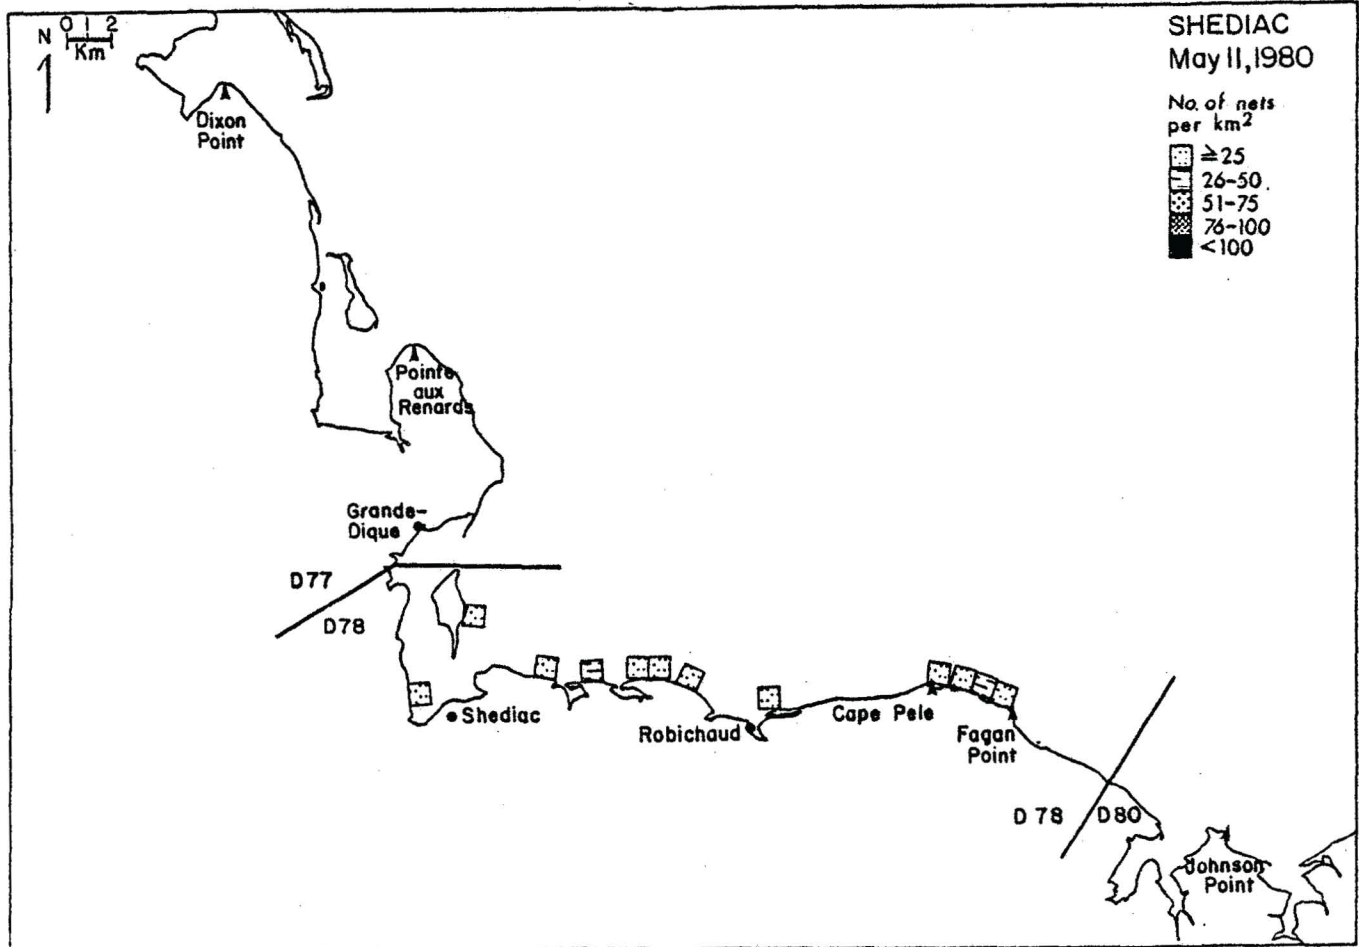 SHEDIAC
May 11, 1980
No. of nets
per km²
≧25
26-50
51-75
76-100
<100
N
0 1 2
Km
Dixon
Point
Pointe
aux
Renards
Grande-
Dique
D77
D78
Shediac
Robichaud
Cape Pele
Fagan
Point
D 78
D80
Johnson
Point